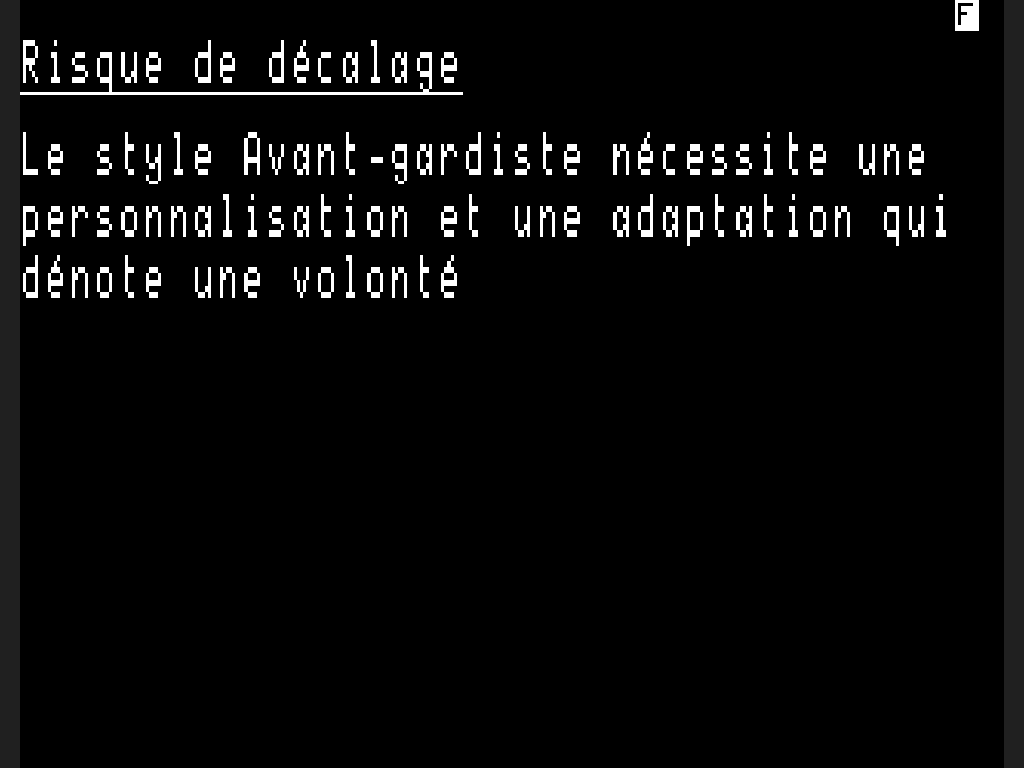 F
Risque de décalage
Le style Avant-gardiste nécessite une
personnalisation et une adaptation qui
dénote une volonté